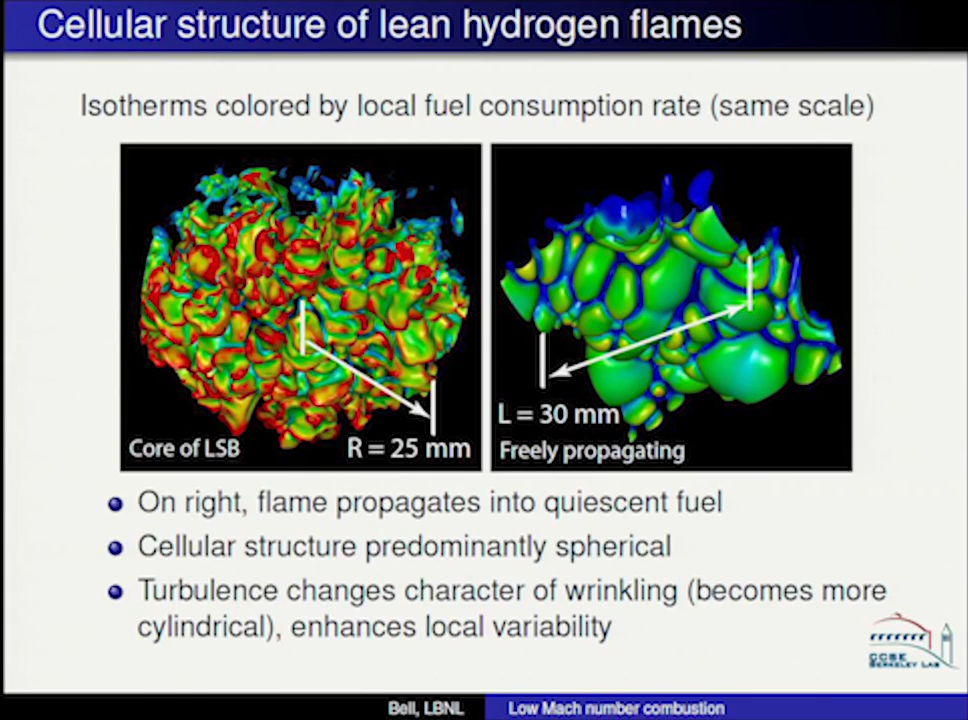 Cellular structure of lean hydrogen flames
Isotherms colored by local fuel consumption rate (same scale)
Core of LSB
R = 25 mm
L = 30 mm
Freely propagating
On right, flame propagates into quiescent fuel
Cellular structure predominantly spherical
Turbulence changes character of wrinkling (becomes more
cylindrical), enhances local variability
CCSE
BERKELEY LAB
Bell, LBNL
Low Mach number combustion